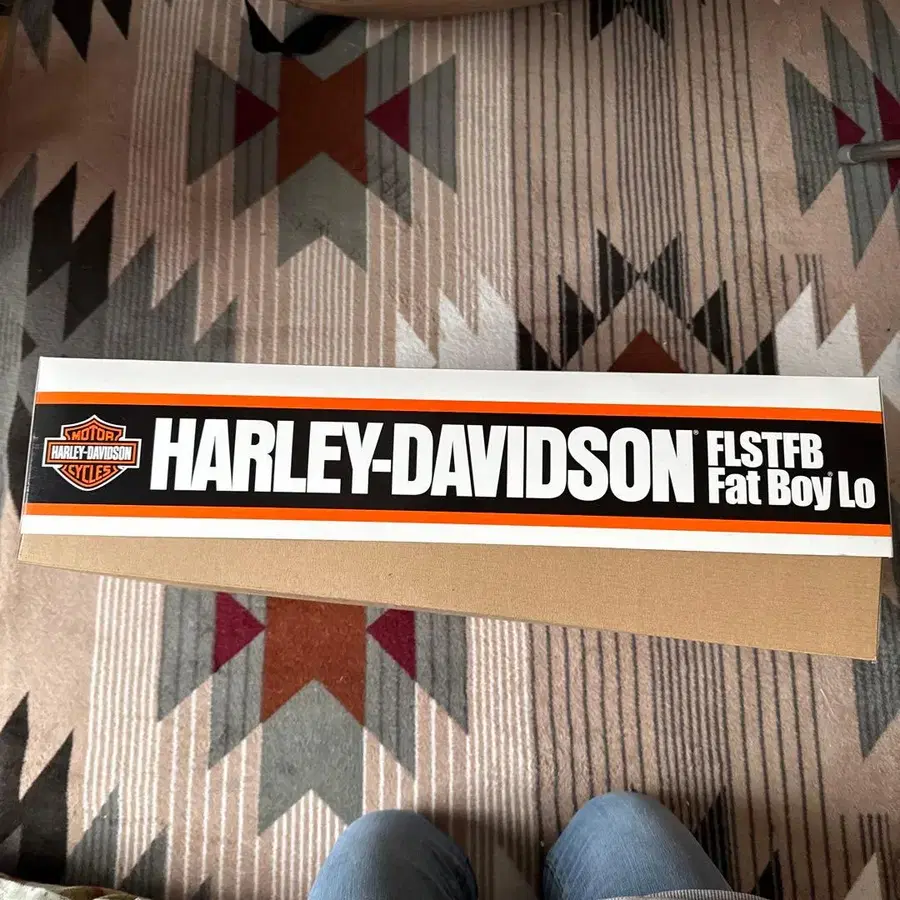 MOTOR
HARLEY-DAVIDSON
CYCLES
HARLEY-DAVIDSON®
FLSTFB
Fat Boy® Lo